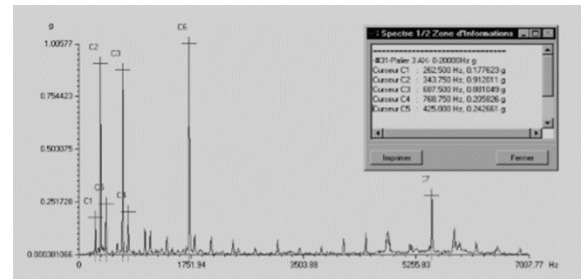 g
1.00577
0.754423
0.503075
0.251728
0.000381066
C6
C2
C3
C1
C5
C4
C7
0
1751.94
3503.88
5255.83
7007.77 Hz
Spectre 1/2 Zone d'Informations
-#31-Palier 3.AX- 0-20000Hz g
Curseur C1 : 262.500 Hz, 0.177623 g
Curseur C2 : 343.750 Hz, 0.912011 g
Curseur C3 : 687.500 Hz, 0.881049 g
Curseur C4 : 768.750 Hz, 0.205826 g
Curseur C5 : 425.000 Hz, 0.242661 g
Imprimer
Fermer